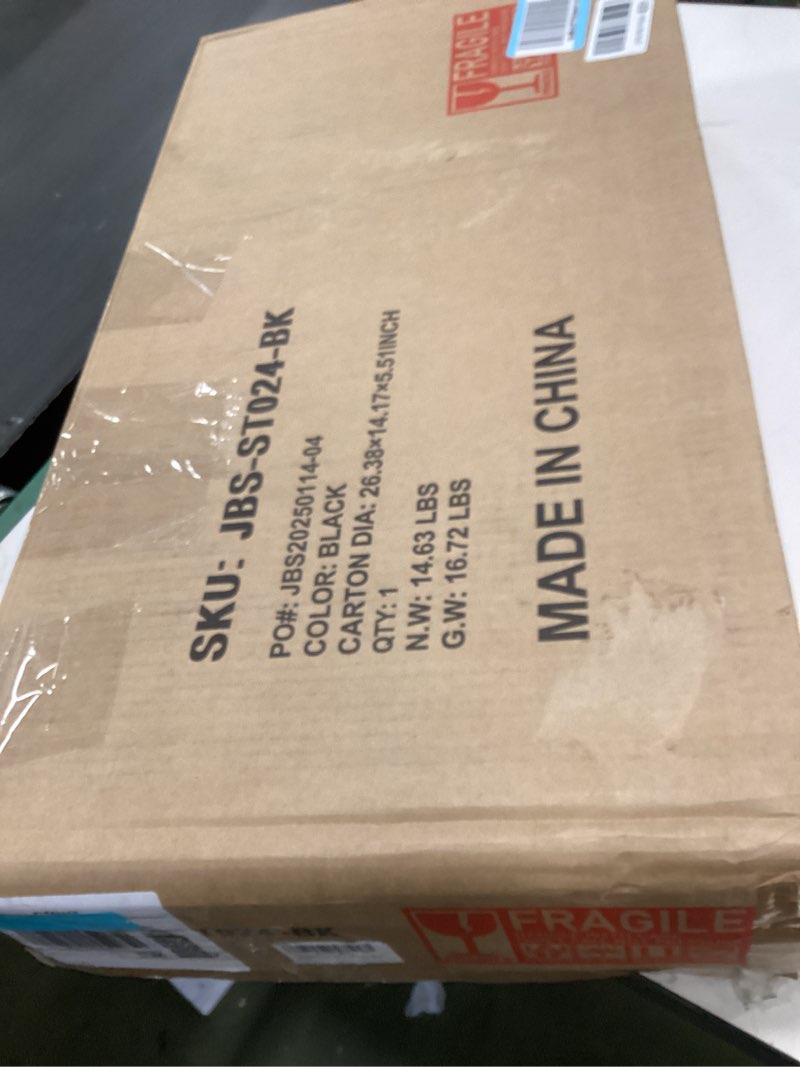 SKU: JBS-ST024-BK
PO#: JBS20250114-04
COLOR: BLACK
CARTON DIA: 26.38×14.17×5.51INCH
QTY: 1
N.W: 14.63 LBS
G.W: 16.72 LBS
MADE IN CHINA
FRAGILE
FRAGILE